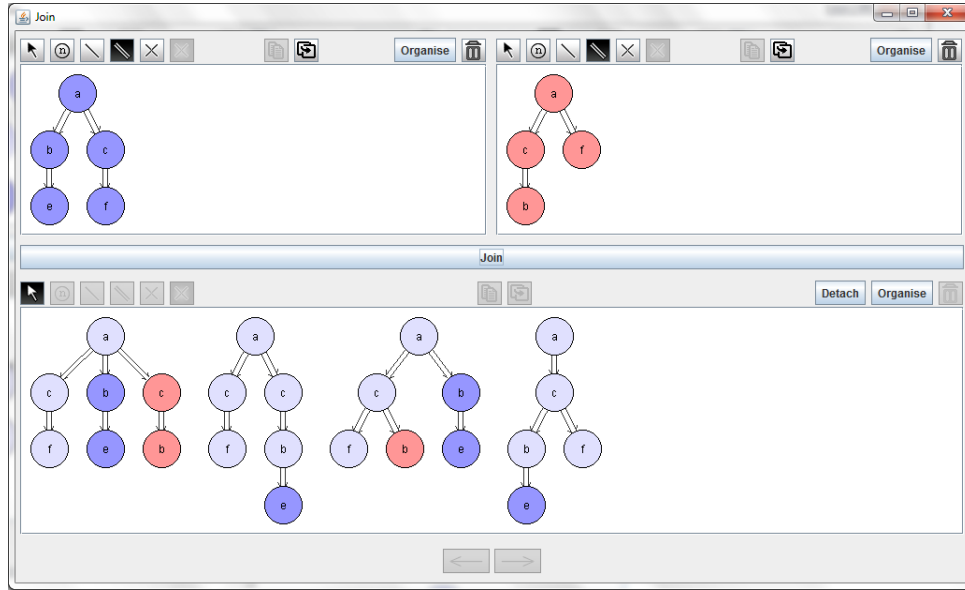 Join
n Organise n Organise
a a
b c c f
e f b
Join
n Detach Organise
a a a a
c b c c c c b c
f e b f b f b e b f
e e